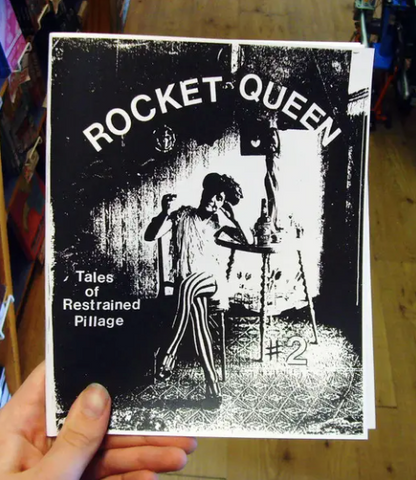 ROCKET QUEEN
Tales
of
Restrained
Pillage
#2